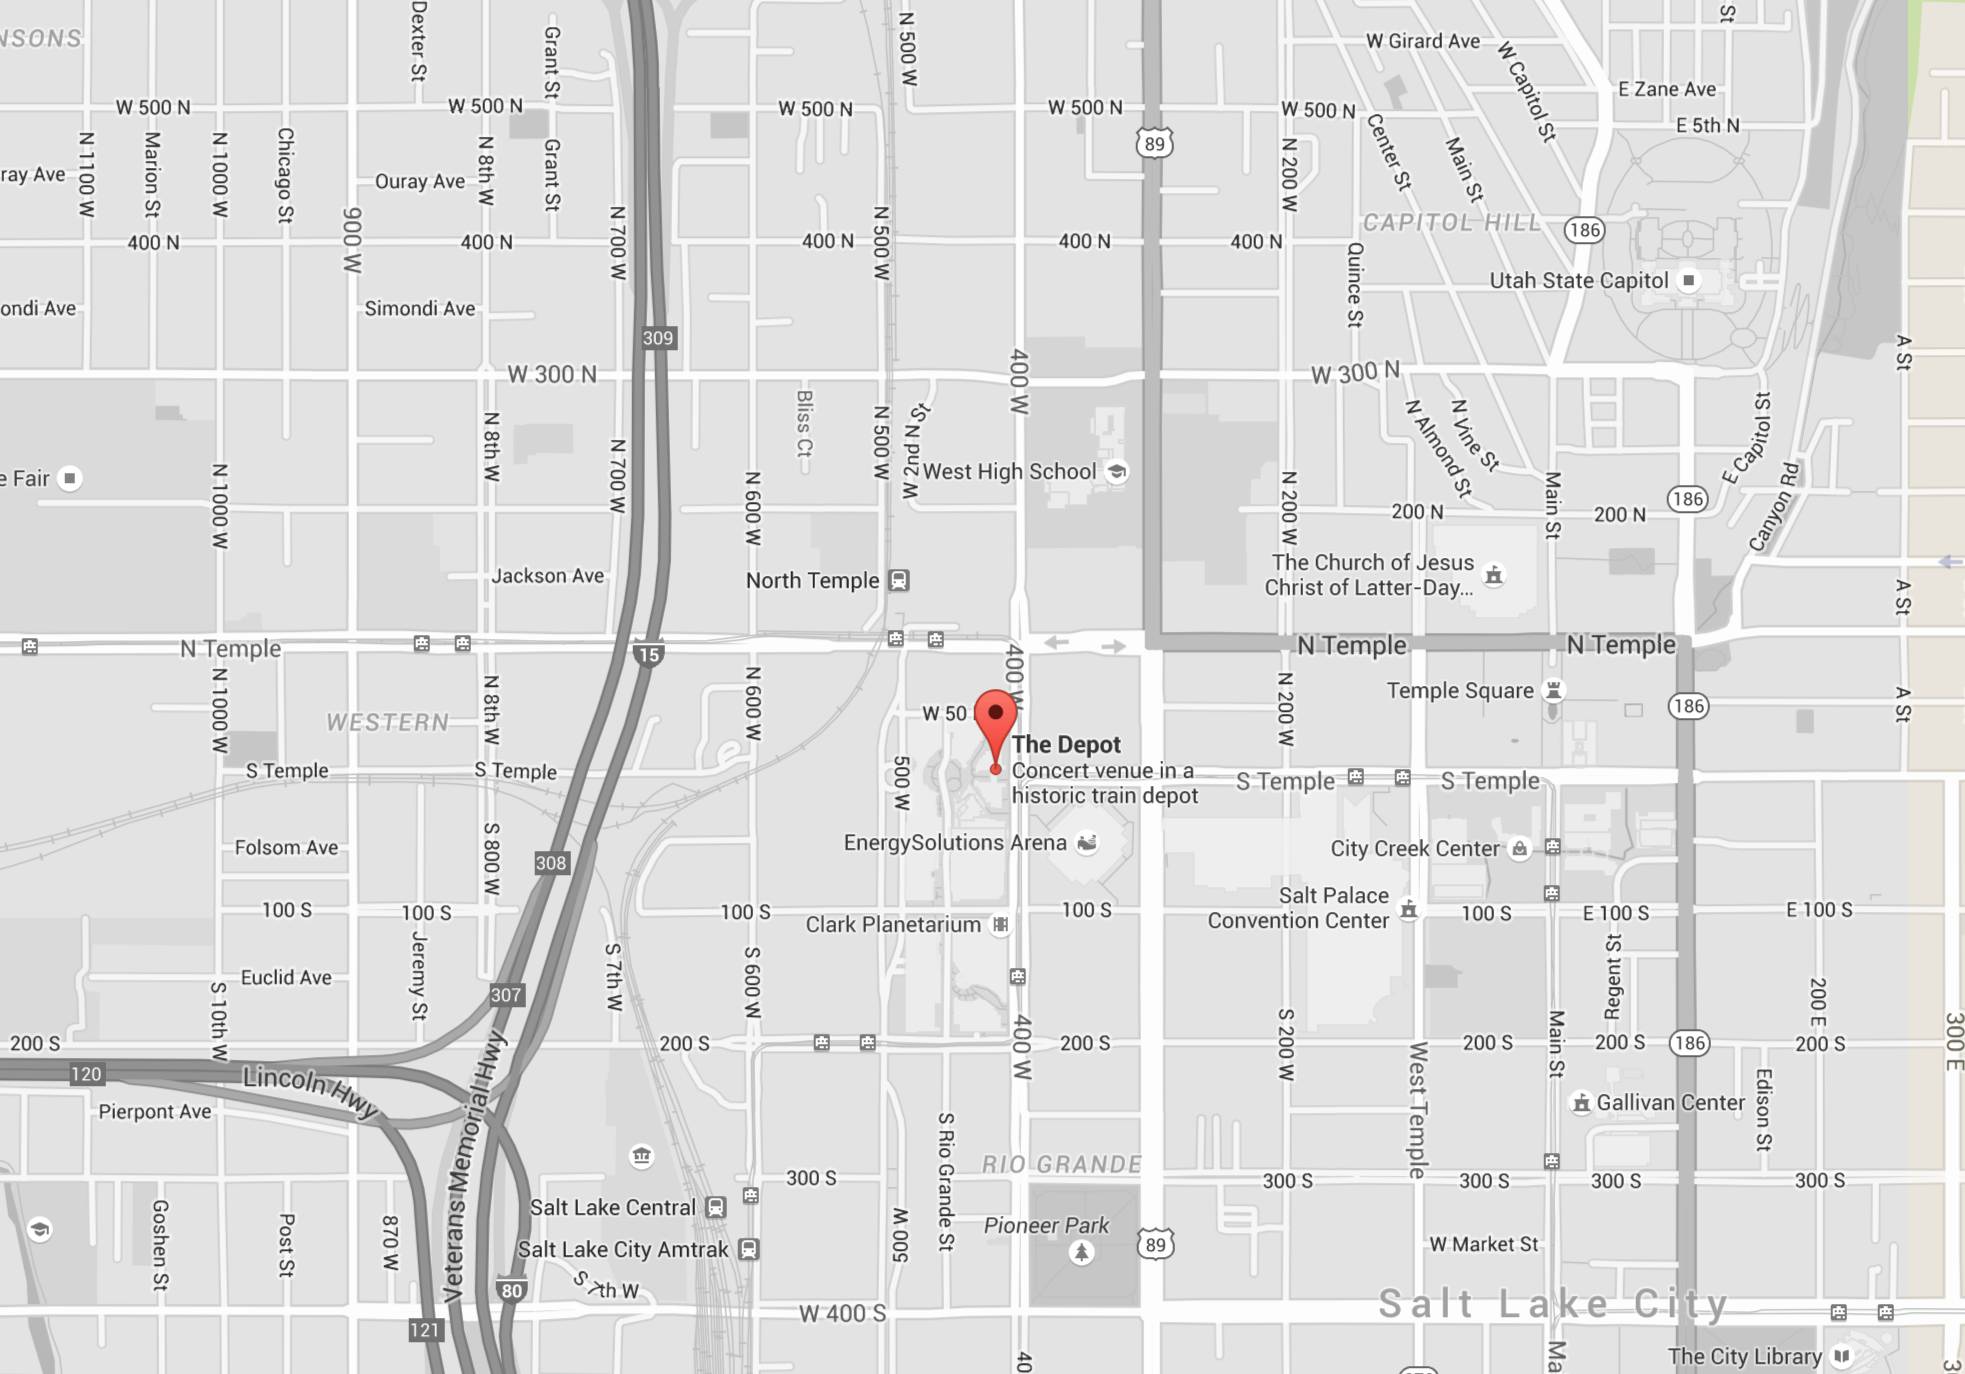 NSONS
Dexter St
Grant St
N 500 W
W Girard Ave
W Capitol St
St
E Zane Ave
W 500 N
W 500 N
W 500 N
W 500 N
W 500 N
E 5th N
N 1100 W
Marion St
N 1000 W
Chicago St
N 8th W
Grant St
89
N 200 W
Center St
Main St
ray Ave
Ouray Ave
900 W
N 700 W
N 500 W
CAPITOL HILL
186
400 N
400 N
400 N
400 N
400 N
Quince St
Utah State Capitol
ondi Ave
Simondi Ave
309
W 300 N
400 W
W 300 N
A St
N 8th W
N 700 W
Bliss Ct
N 500 W
W 2nd N St
N Almond St
N Vine St
E Capitol St
e Fair
West High School
N 1000 W
N 600 W
N 200 W
Main St
186
Canyon Rd
200 N
200 N
Jackson Ave
North Temple
The Church of Jesus
Christ of Latter-Day...
A St
N Temple
15
400 W
N Temple
N Temple
N 1000 W
N 8th W
N 600 W
N 200 W
Temple Square
186
A St
WESTERN
W 50
The Depot
Concert venue in a
historic train depot
S Temple
S Temple
500 W
S Temple
S Temple
Folsom Ave
S 800 W
308
EnergySolutions Arena
City Creek Center
Salt Palace
Convention Center
100 S
100 S
100 S
100 S
100 S
E 100 S
E 100 S
Clark Planetarium
Euclid Ave
Jeremy St
307
S 7th W
S 600 W
Regent St
200 E
S 10th W
200 S
200 S
400 W
200 S
S 200 W
West Temple
200 S
Main St
200 S
186
200 S
300 E
120
Lincoln Hwy
Veterans Memorial Hwy
Pierpont Ave
Gallivan Center
Edison St
S Rio Grande St
RIO GRANDE
300 S
300 S
300 S
300 S
300 S
Goshen St
Post St
870 W
Salt Lake Central
Salt Lake City Amtrak
500 W
Pioneer Park
89
W Market St
80
S 7th W
W 400 S
Salt Lake City
121
40
Ma
The City Library
3